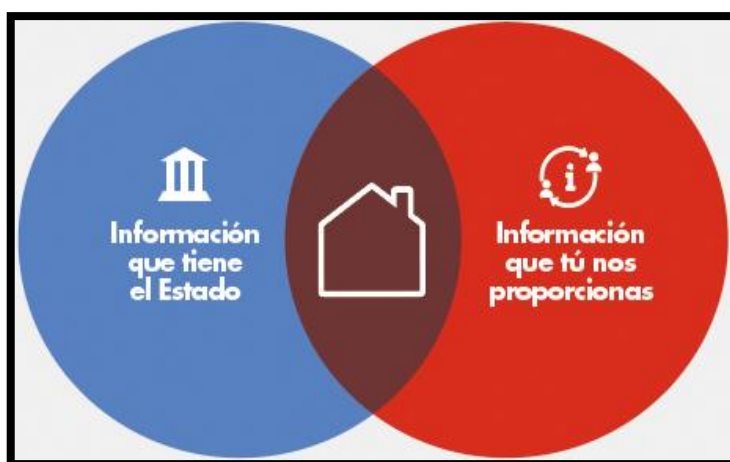 Información
que tiene
el Estado
Información
que tú nos
proporcionas